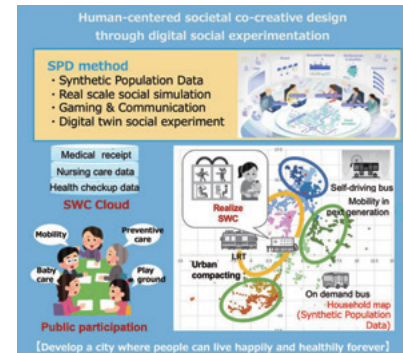 Human-centered societal co-creative design
through digital social experimentation
SPD method
・Synthetic Population Data
・Real scale social simulation
・Gaming & Communication
・Digital twin social experiment
Medical receipt
Nursing care data
Health checkup data
SWC Cloud
Mobility
Preventive
care
Baby
care
Play
ground
Public participation
Realize
SWC
Self-driving bus
Mobility in
next generation
LRT
Urban
compacting
On demand bus
Household map
(Synthetic Population
Data)
【Develop a city where people can live happily and healthily forever】